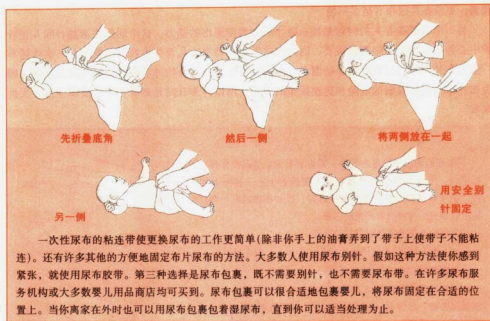 先折叠底角
然后一侧
将两侧放在一起
另一侧
用安全别
针固定
一次性尿布的粘连带使更换尿布的工作更简单(除非你手上的油膏弄到了带子上使带子不能粘
连)。还有许多其他的方便地固定布片尿布的方法。大多数人使用尿布别针。假如这种方法使你感到
紧张，就使用尿布胶带。第三种选择是尿布包裹，既不需要别针，也不需要尿布带。在许多尿布服
务机构或大多数婴儿用品商店均可买到。尿布包裹可以很合适地包裹婴儿，将尿布固定在合适的位
置上。当你离家在外时也可以用尿布包裹包着湿尿布，直到你可以适当处理为止。